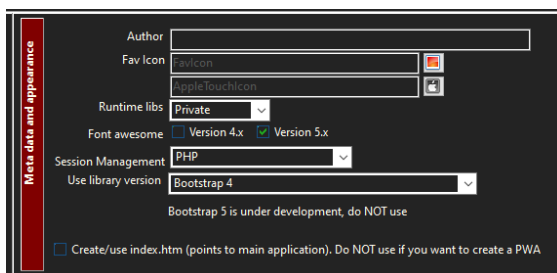 Meta data and appearance
Author
Fav Icon FavIcon
AppleTouchIcon
Runtime libs Private
Font awesome Version 4.x Version 5.x
Session Management PHP
Use library version Bootstrap 4
Bootstrap 5 is under development, do NOT use
Create/use index.htm (points to main application). Do NOT use if you want to create a PWA